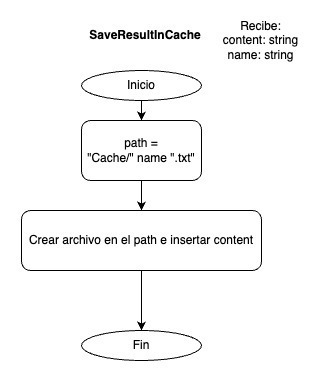 SaveResultInCache
Recibe:
content: string
name: string
Inicio
path =
"Cache/" name ".txt"
Crear archivo en el path e insertar content
Fin